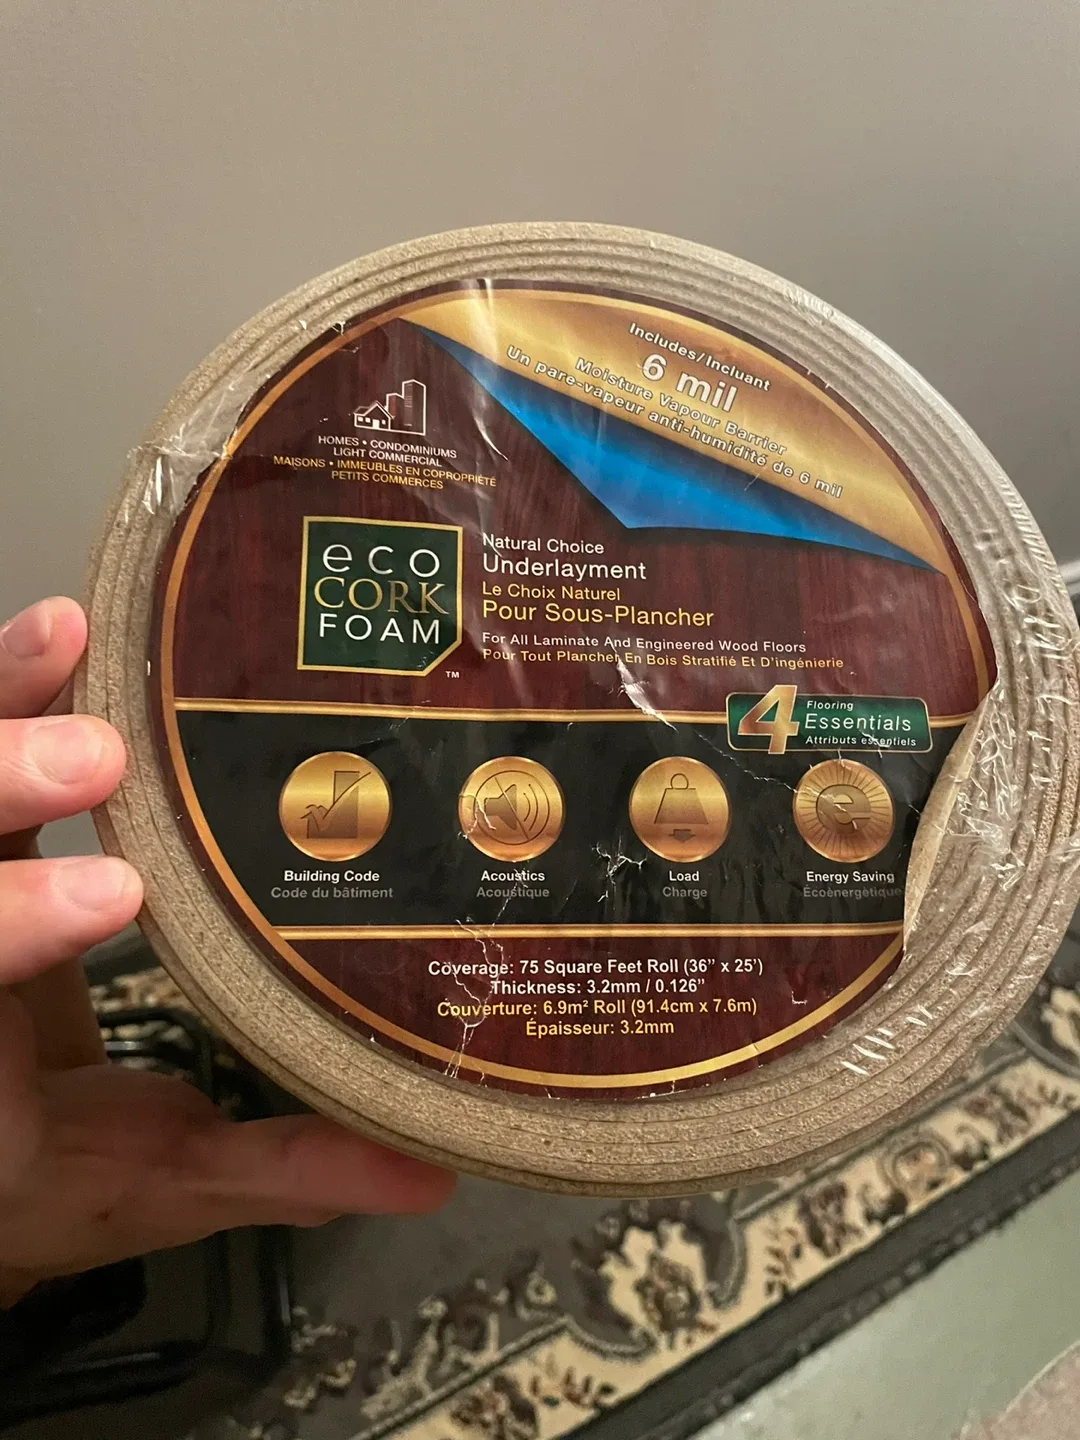 Includes/Incluant
6 mil
Moisture Vapour Barrier
Un pare-vapeur anti-humidité de 6 mil
HOMES • CONDOMINIUMS
LIGHT COMMERCIAL
MAISONS • IMMEUBLES EN COPROPRIÉTÉ
PETITS COMMERCES
eco
CORK
FOAM
TM
Natural Choice
Underlayment
Le Choix Naturel
Pour Sous-Plancher
For All Laminate And Engineered Wood Floors
Pour Tout Plancher En Bois Stratifié Et D'ingénierie
4
Flooring
Essentials
Attributs essentiels
e
Building Code
Code du bâtiment
Acoustics
Acoustique
Load
Charge
Energy Saving
Écoénergétique
Coverage: 75 Square Feet Roll (36" x 25')
Thickness: 3.2mm / 0.126"
Couverture: 6.9m² Roll (91.4cm x 7.6m)
Épaisseur: 3.2mm